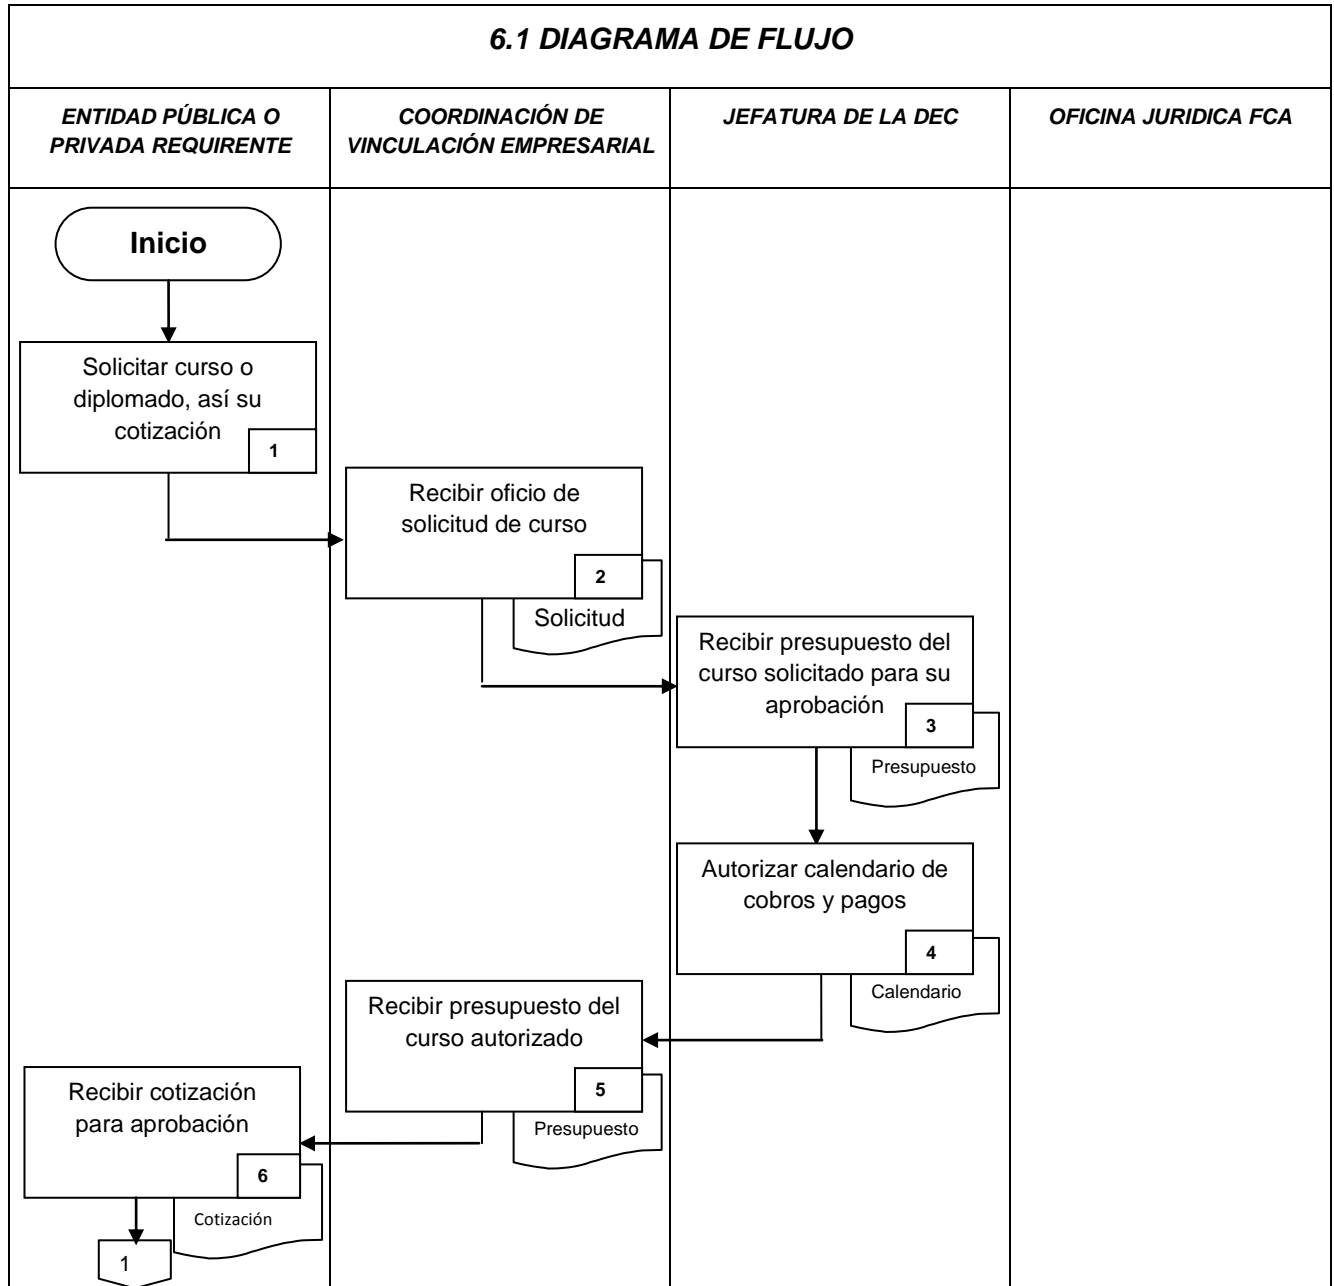 6.1 DIAGRAMA DE FLUJO
ENTIDAD PÚBLICA O
PRIVADA REQUIRENTE
COORDINACIÓN DE
VINCULACIÓN EMPRESARIAL
JEFATURA DE LA DEC
OFICINA JURIDICA FCA
Inicio
Solicitar curso o
diplomado, así su
cotización
1
Recibir oficio de
solicitud de curso
2
Solicitud
Recibir presupuesto del
curso solicitado para su
aprobación
3
Presupuesto
Autorizar calendario de
cobros y pagos
4
Calendario
Recibir presupuesto del
curso autorizado
5
Presupuesto
Recibir cotización
para aprobación
6
Cotización
1